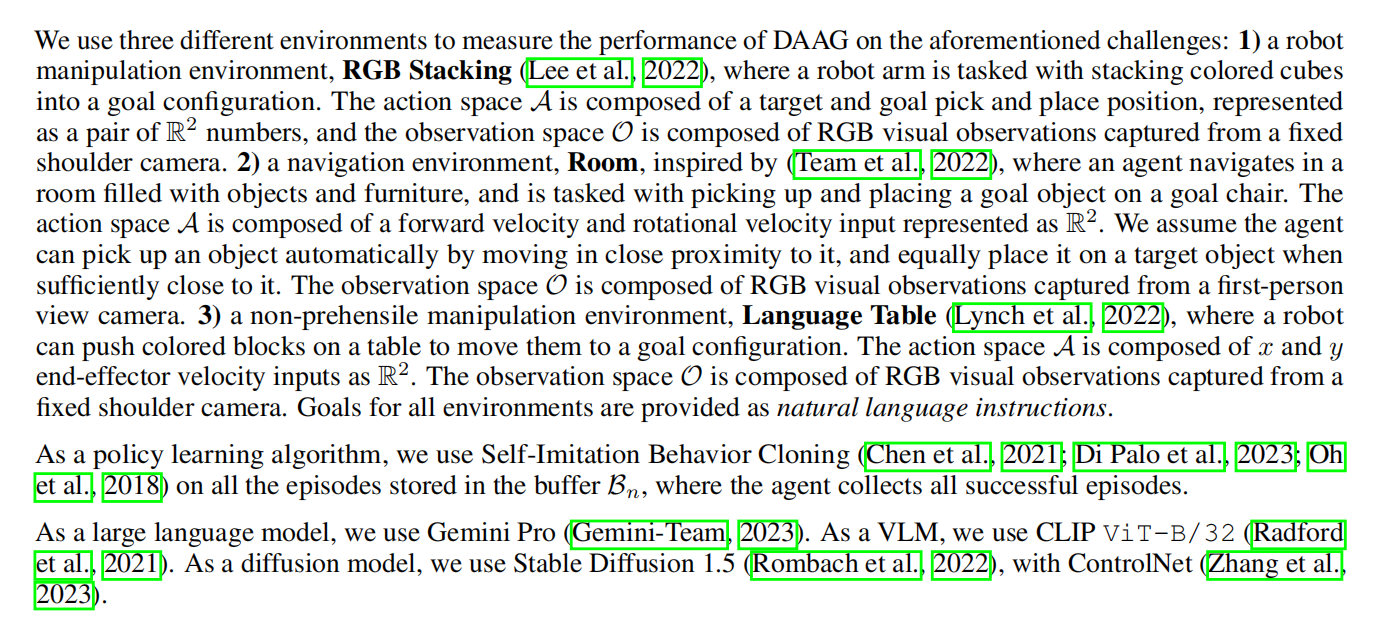 We use three different environments to measure the performance of DAAG on the aforementioned challenges: 1) a robot
manipulation environment, RGB Stacking (Lee et al., 2022), where a robot arm is tasked with stacking colored cubes
into a goal configuration. The action space 𝒜 is composed of a target and goal pick and place position, represented
as a pair of ℝ² numbers, and the observation space 𝒪 is composed of RGB visual observations captured from a fixed
shoulder camera. 2) a navigation environment, Room, inspired by (Team et al., 2022), where an agent navigates in a
room filled with objects and furniture, and is tasked with picking up and placing a goal object on a goal chair. The
action space 𝒜 is composed of a forward velocity and rotational velocity input represented as ℝ². We assume the agent
can pick up an object automatically by moving in close proximity to it, and equally place it on a target object when
sufficiently close to it. The observation space 𝒪 is composed of RGB visual observations captured from a first-person
view camera. 3) a non-prehensile manipulation environment, Language Table (Lynch et al., 2022), where a robot
can push colored blocks on a table to move them to a goal configuration. The action space 𝒜 is composed of x and y
end-effector velocity inputs as ℝ². The observation space 𝒪 is composed of RGB visual observations captured from a
fixed shoulder camera. Goals for all environments are provided as natural language instructions.
As a policy learning algorithm, we use Self-Imitation Behavior Cloning (Chen et al., 2021; Di Palo et al., 2023; Oh
et al., 2018) on all the episodes stored in the buffer ℬₙ, where the agent collects all successful episodes.
As a large language model, we use Gemini Pro (Gemini-Team, 2023). As a VLM, we use CLIP ViT-B/32 (Radford
et al., 2021). As a diffusion model, we use Stable Diffusion 1.5 (Rombach et al., 2022), with ControlNet (Zhang et al.,
2023).